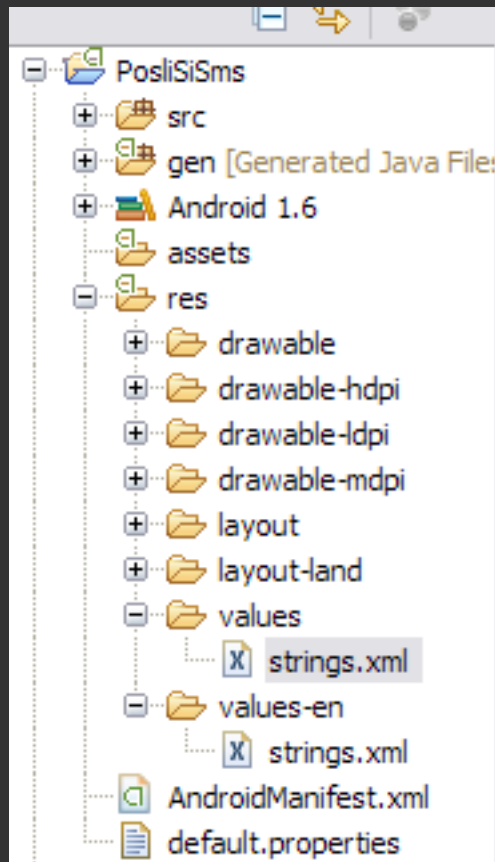 PosliSiSms
src
gen [Generated Java Files
Android 1.6
assets
res
drawable
drawable-hdpi
drawable-ldpi
drawable-mdpi
layout
layout-land
values
strings.xml
values-en
strings.xml
AndroidManifest.xml
default.properties